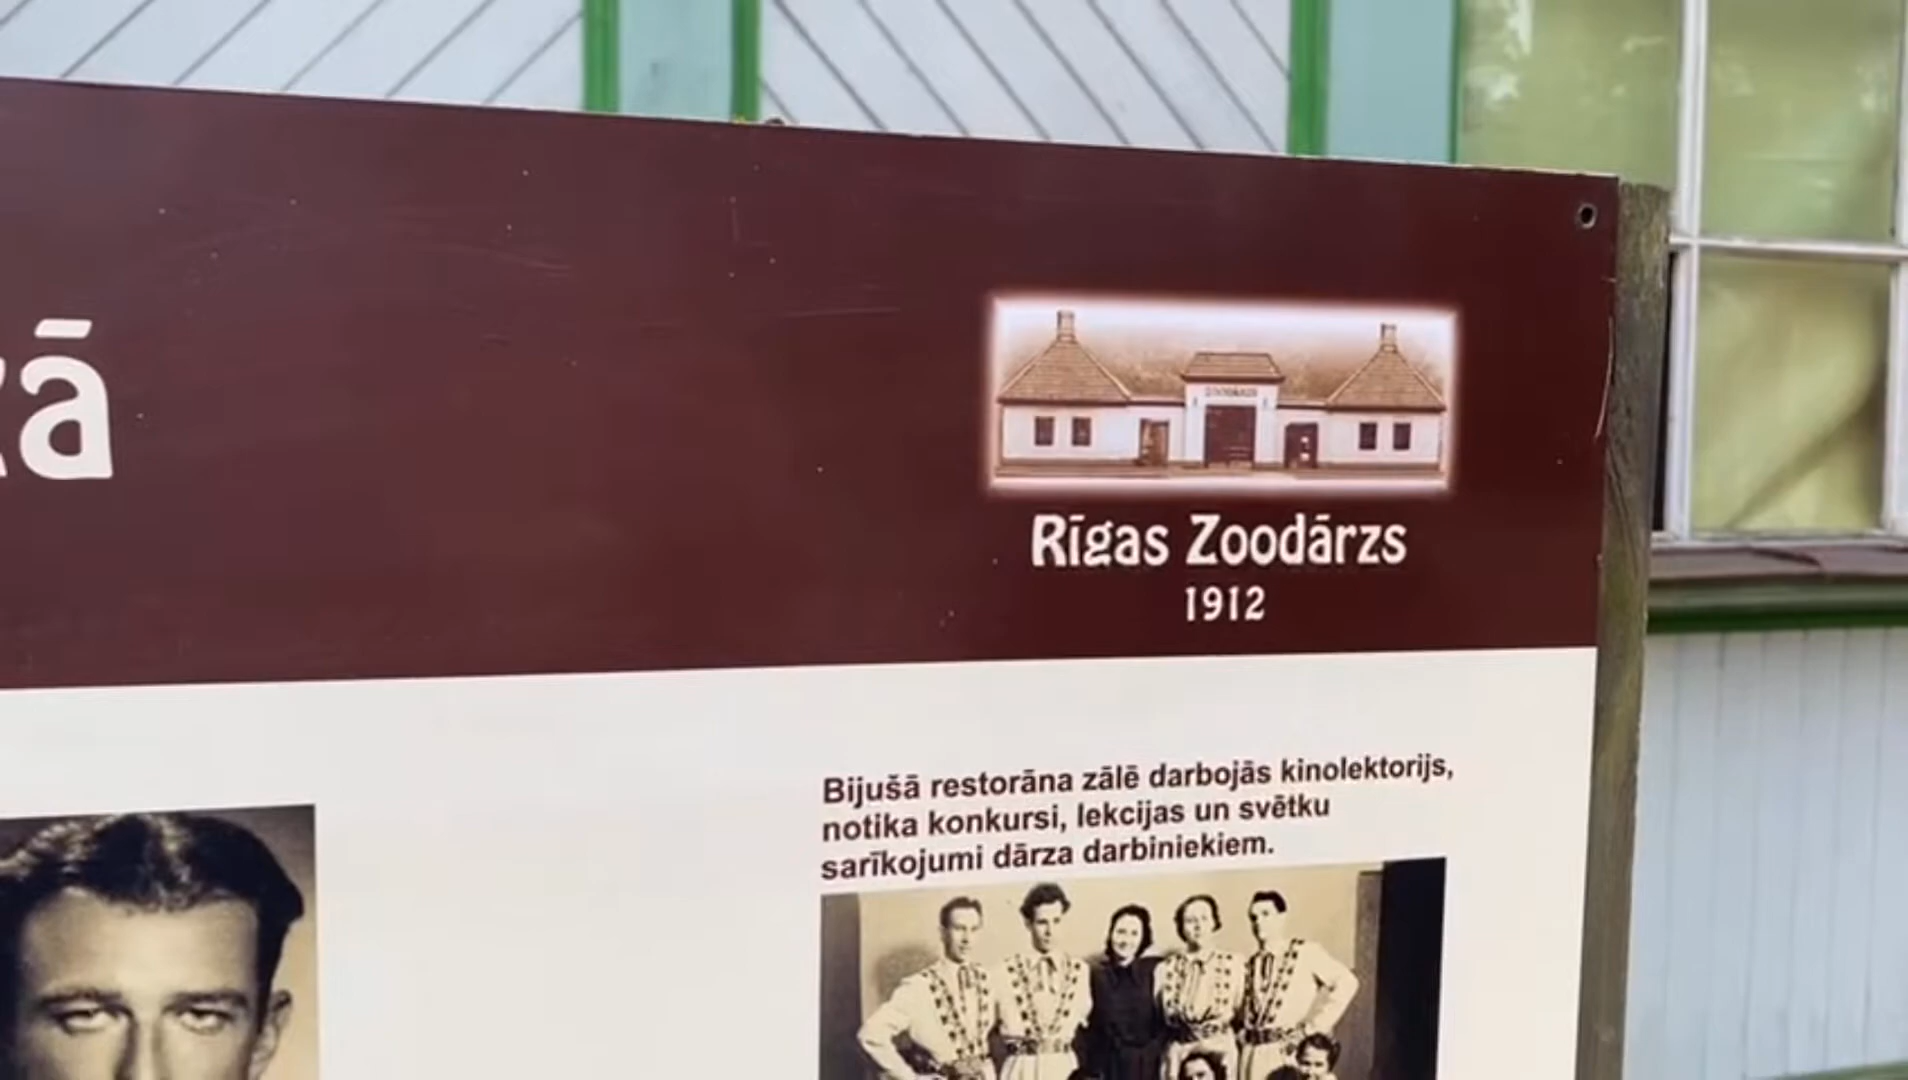 Rīgas Zoodārzs
1912
Bijušā restorāna zālē darbojās kinolektorijs,
notika konkursi, lekcijas un svētku
sarīkojumi dārza darbiniekiem.